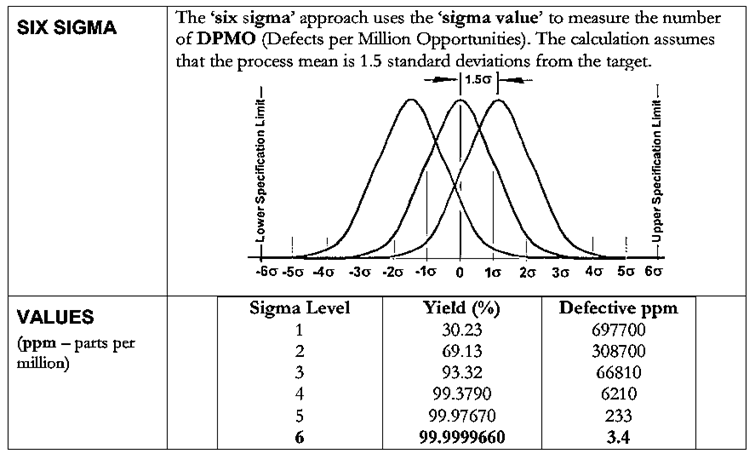 SIX SIGMA
The ‘six sigma’ approach uses the ‘sigma value’ to measure the number
of DPMO (Defects per Million Opportunities). The calculation assumes
that the process mean is 1.5 standard deviations from the target.
1.5σ
Lower Specification Limit
Upper Specification Limit
-6σ -5σ -4σ -3σ -2σ -1σ 0 1σ 2σ 3σ 4σ 5σ 6σ
VALUES
(ppm – parts per
million)
Sigma Level Yield (%) Defective ppm
1 30.23 697700
2 69.13 308700
3 93.32 66810
4 99.3790 6210
5 99.97670 233
6 99.9999660 3.4